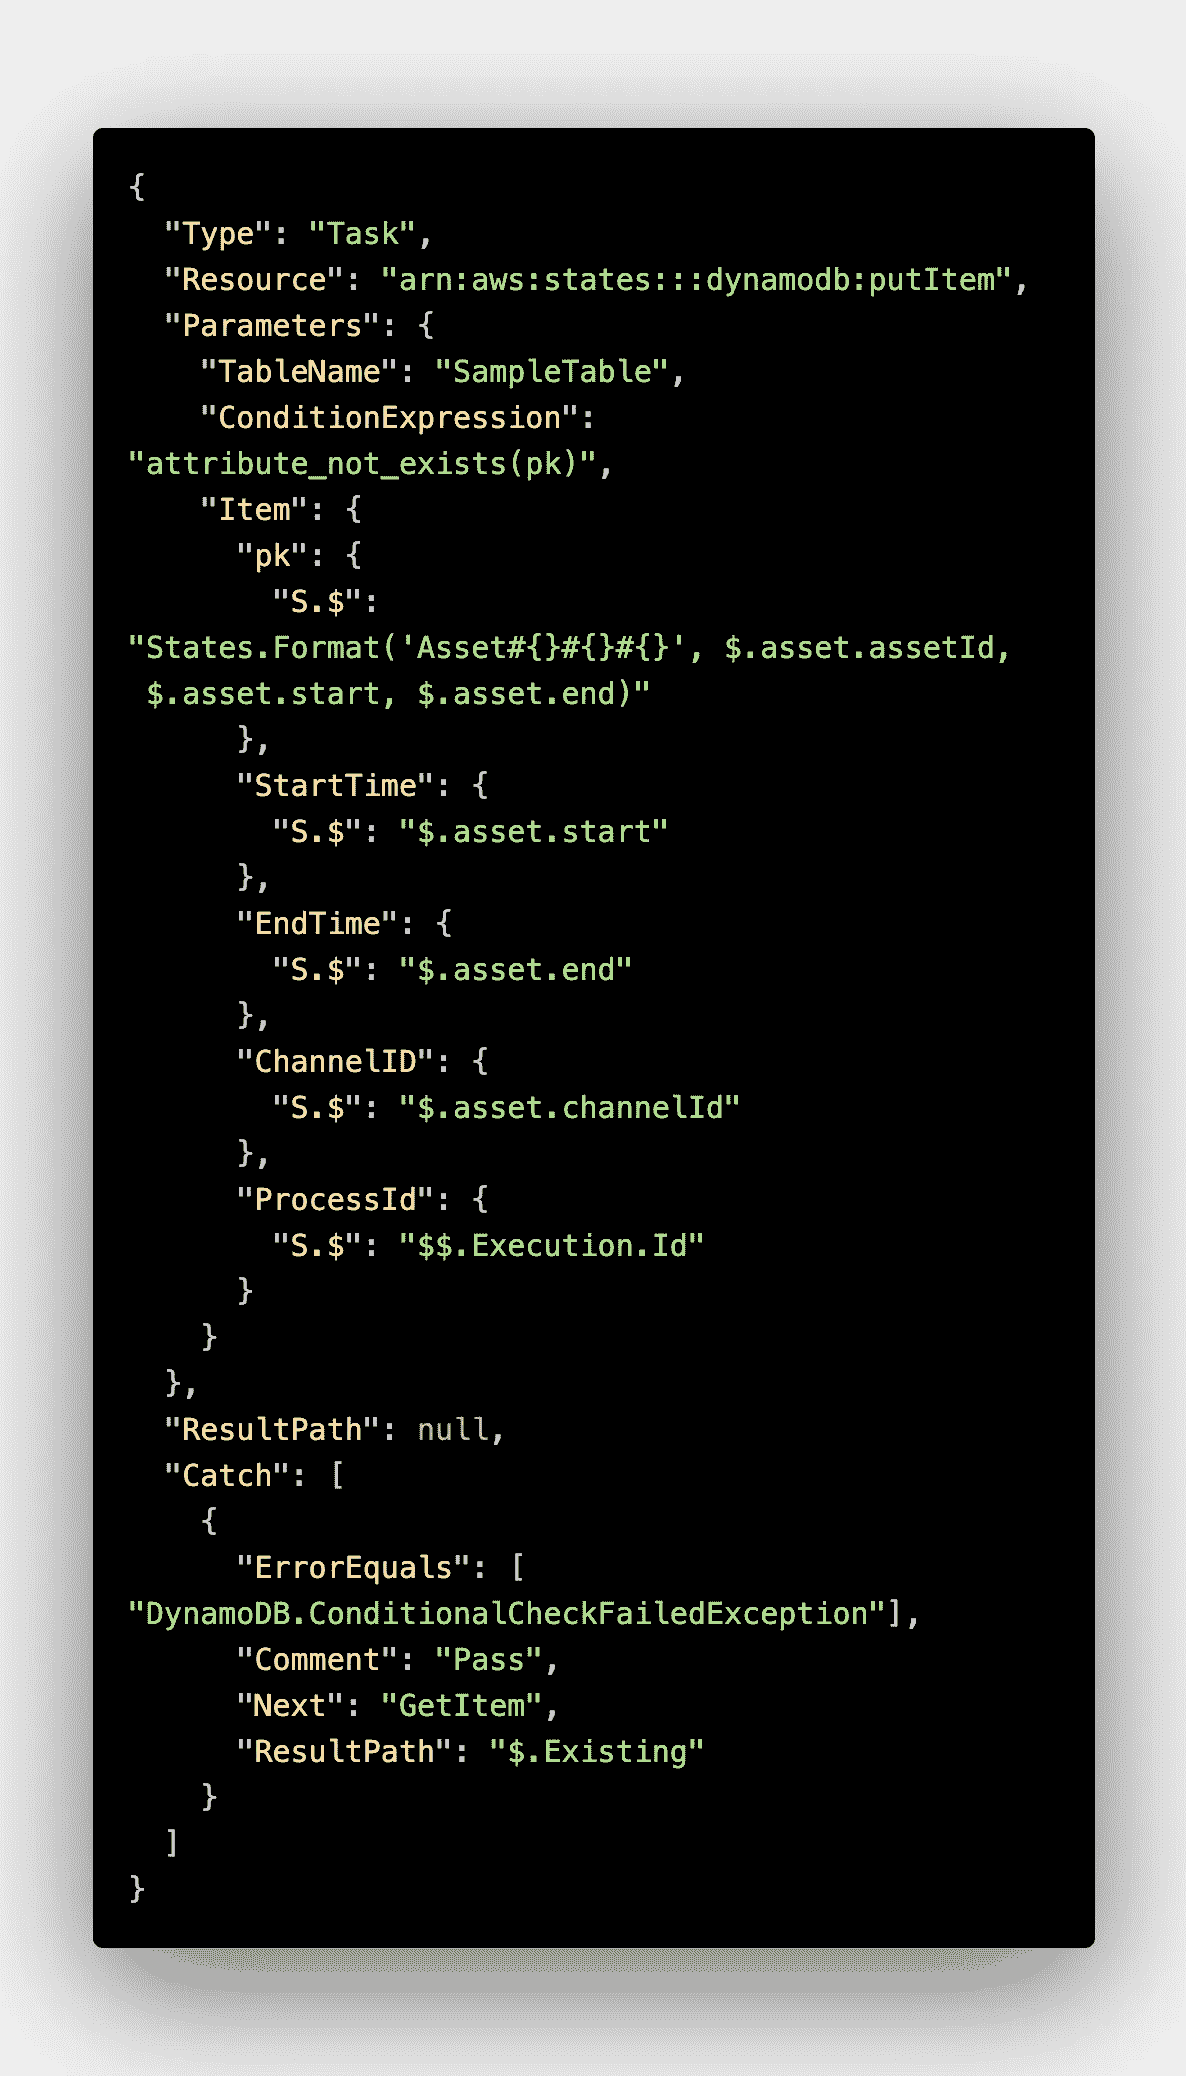 {
  "Type": "Task",
  "Resource": "arn:aws:states:::dynamodb:putItem",
  "Parameters": {
    "TableName": "SampleTable",
    "ConditionExpression":
"attribute_not_exists(pk)",
    "Item": {
      "pk": {
        "S.$":
"States.Format('Asset#{}#{}#{}', $.asset.assetId,
 $.asset.start, $.asset.end)"
      },
      "StartTime": {
        "S.$": "$.asset.start"
      },
      "EndTime": {
        "S.$": "$.asset.end"
      },
      "ChannelID": {
        "S.$": "$.asset.channelId"
      },
      "ProcessId": {
        "S.$": "$$.Execution.Id"
      }
    }
  },
  "ResultPath": null,
  "Catch": [
    {
      "ErrorEquals": [
"DynamoDB.ConditionalCheckFailedException"],
      "Comment": "Pass",
      "Next": "GetItem",
      "ResultPath": "$.Existing"
    }
  ]
}